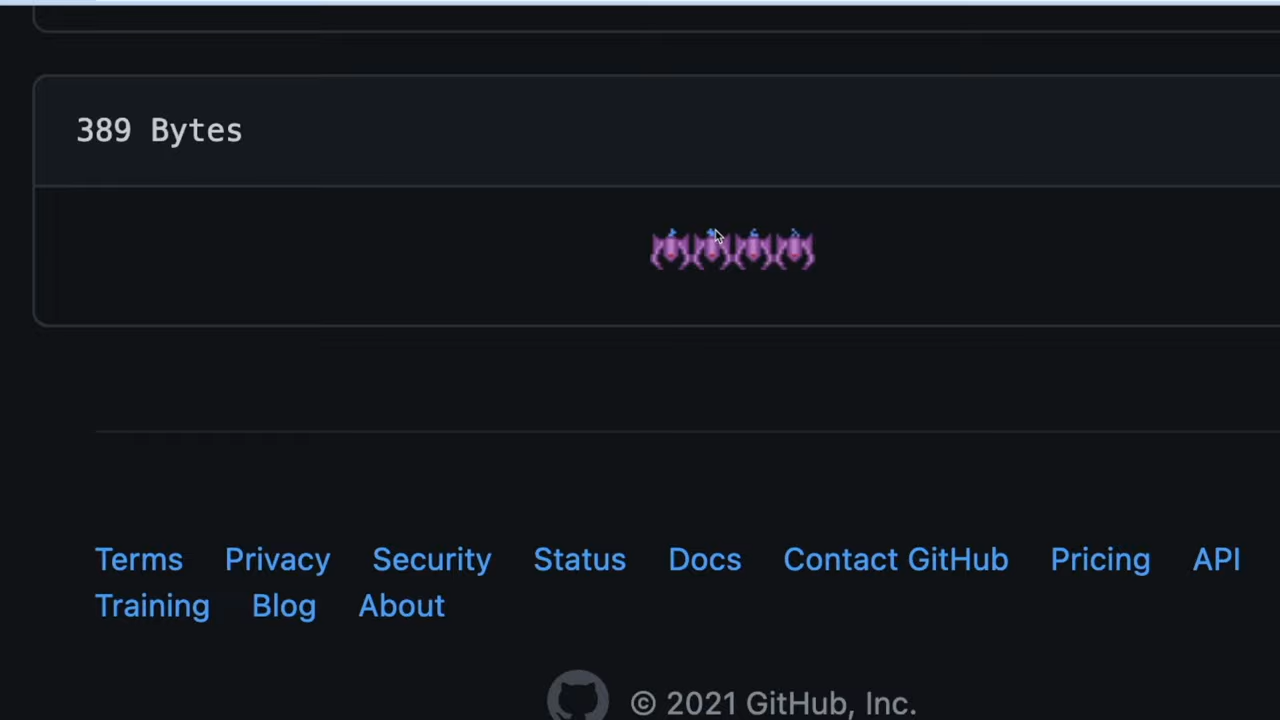 389 Bytes
Terms Privacy Security Status Docs Contact GitHub Pricing API
Training Blog About
© 2021 GitHub, Inc.